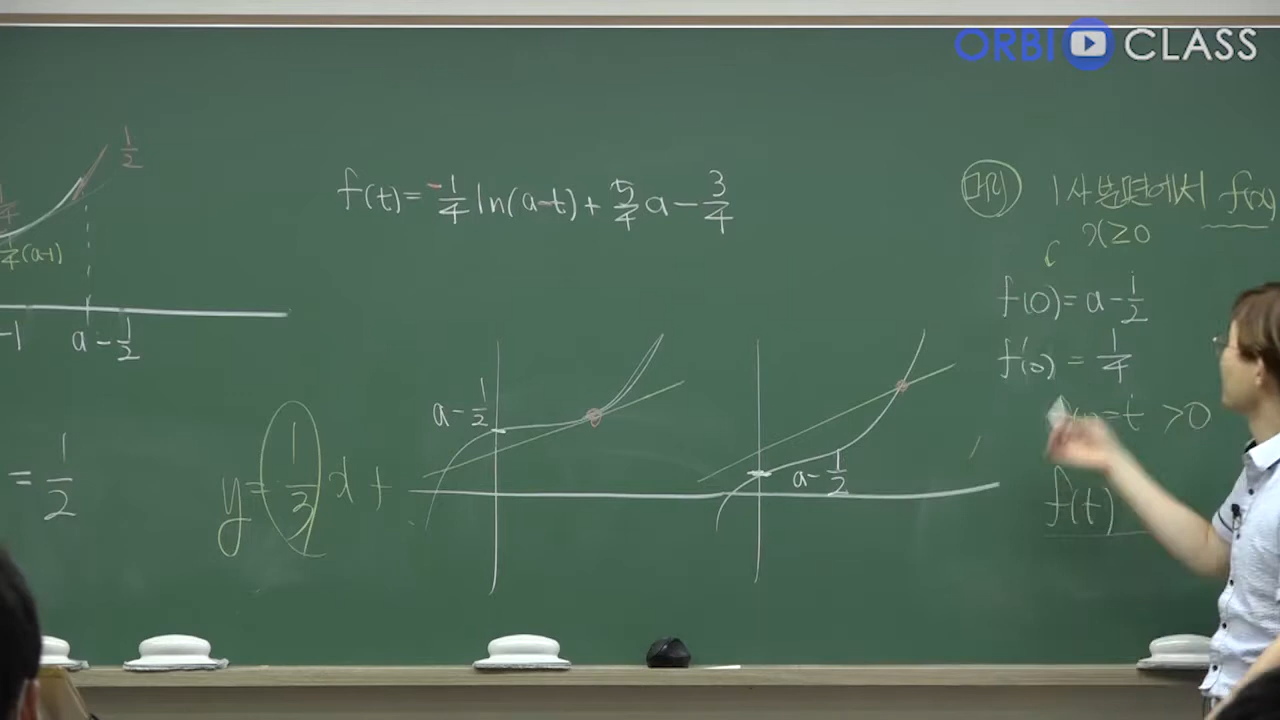 ORBI CLASS
1/2
1/4(a-1)
-1
a-1/2
=1/2
f(t)=-1/4 ln(a-t)+5/4 a-3/4
a-1/2
a-1/2
y=1/3 x+
1사분면에서 f(x)
x≥0
f(0)=a-1/2
f'(0)=1/4
=t >0
f(t)